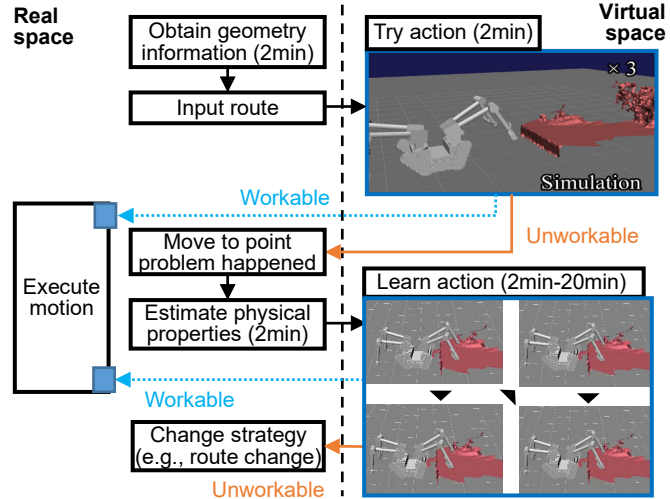 Real
space
Obtain geometry
information (2min)
Input route
Try action (2min)
Virtual
space
× 3
Simulation
Workable
Unworkable
Move to point
problem happened
Execute
motion
Estimate physical
properties (2min)
Learn action (2min-20min)
Workable
Change strategy
(e.g., route change)
Unworkable